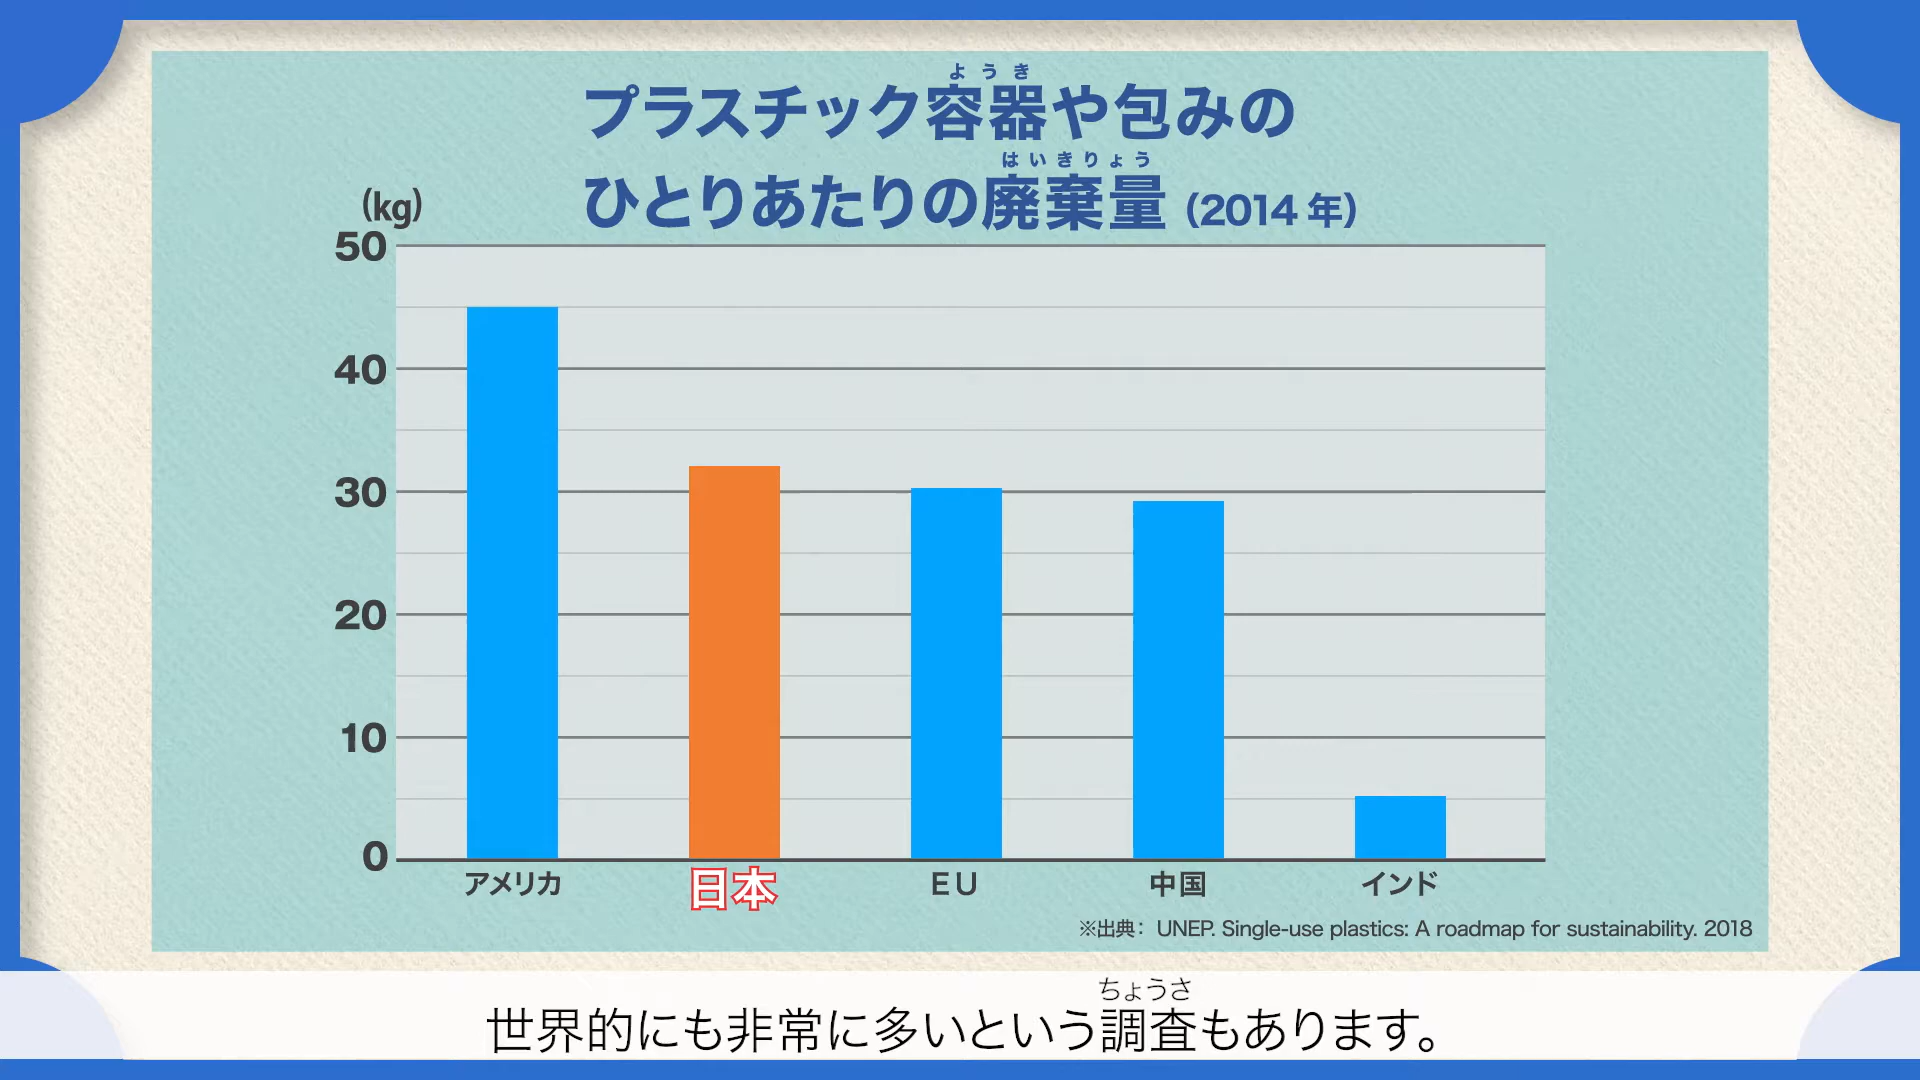 ようき
プラスチック容器や包みの
はいきりょう
ひとりあたりの廃棄量（2014 年）
（kg）
50
40
30
20
10
0
アメリカ
日本
EU
中国
インド
※出典： UNEP. Single-use plastics: A roadmap for sustainability. 2018
ちょうさ
世界的にも非常に多いという調査もあります。